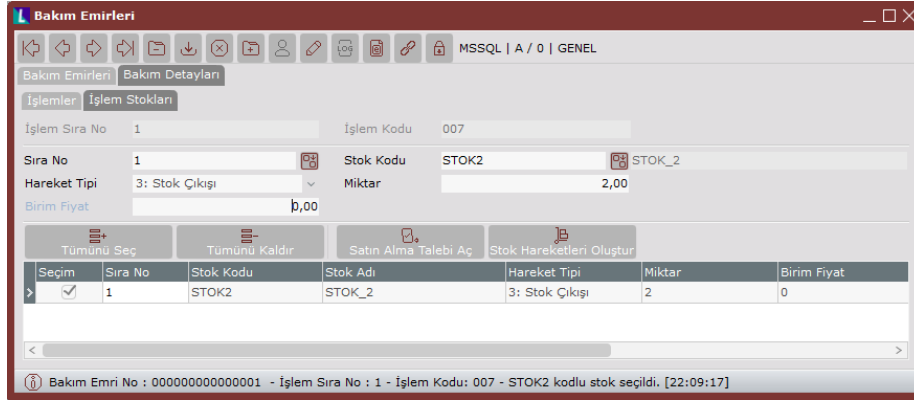 Bakım Emirleri
LOG MSSQL | A / 0 | GENEL
Bakım Emirleri Bakım Detayları
İşlemler İşlem Stokları
İşlem Sıra No 1 İşlem Kodu 007
Sıra No 1 Stok Kodu STOK2 STOK_2
Hareket Tipi 3: Stok Çıkışı Miktar 2,00
Birim Fiyat 0,00
Tümünü Seç Tümünü Kaldır Satın Alma Talebi Aç Stok Hareketleri Oluştur
Seçim Sıra No Stok Kodu Stok Adı Hareket Tipi Miktar Birim Fiyat
1 STOK2 STOK_2 3: Stok Çıkışı 2 0
Bakım Emri No : 000000000000001 - İşlem Sıra No : 1 - İşlem Kodu: 007 - STOK2 kodlu stok seçildi. [22:09:17]